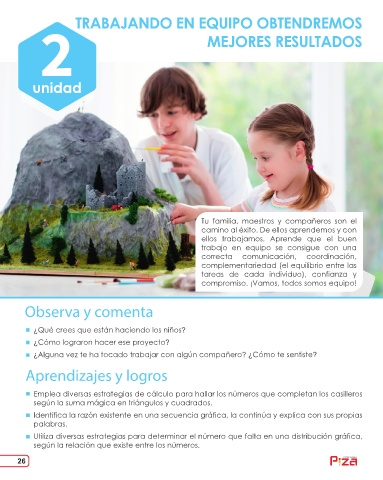 TRABAJANDO EN EQUIPO OBTENDREMOS
MEJORES RESULTADOS
2
unidad
Tu familia, maestros y compañeros son el
camino al éxito. De ellos aprendemos y con
ellos trabajamos. Aprende que el buen
trabajo en equipo se consigue con una
correcta comunicación, coordinación,
complementariedad (el equilibrio entre las
tareas de cada individuo), confianza y
compromiso. ¡Vamos, todos somos equipo!
Observa y comenta
¿Qué crees que están haciendo los niños?
¿Cómo lograron hacer ese proyecto?
¿Alguna vez te ha tocado trabajar con algún compañero? ¿Cómo te sentiste?
Aprendizajes y logros
Emplea diversas estrategias de cálculo para hallar los números que completan los casilleros
según la suma mágica en triángulos y cuadrados.
Identifica la razón existente en una secuencia gráfica, la continúa y explica con sus propias
palabras.
Utiliza diversas estrategias para determinar el número que falta en una distribución gráfica,
según la relación que existe entre los números.
26